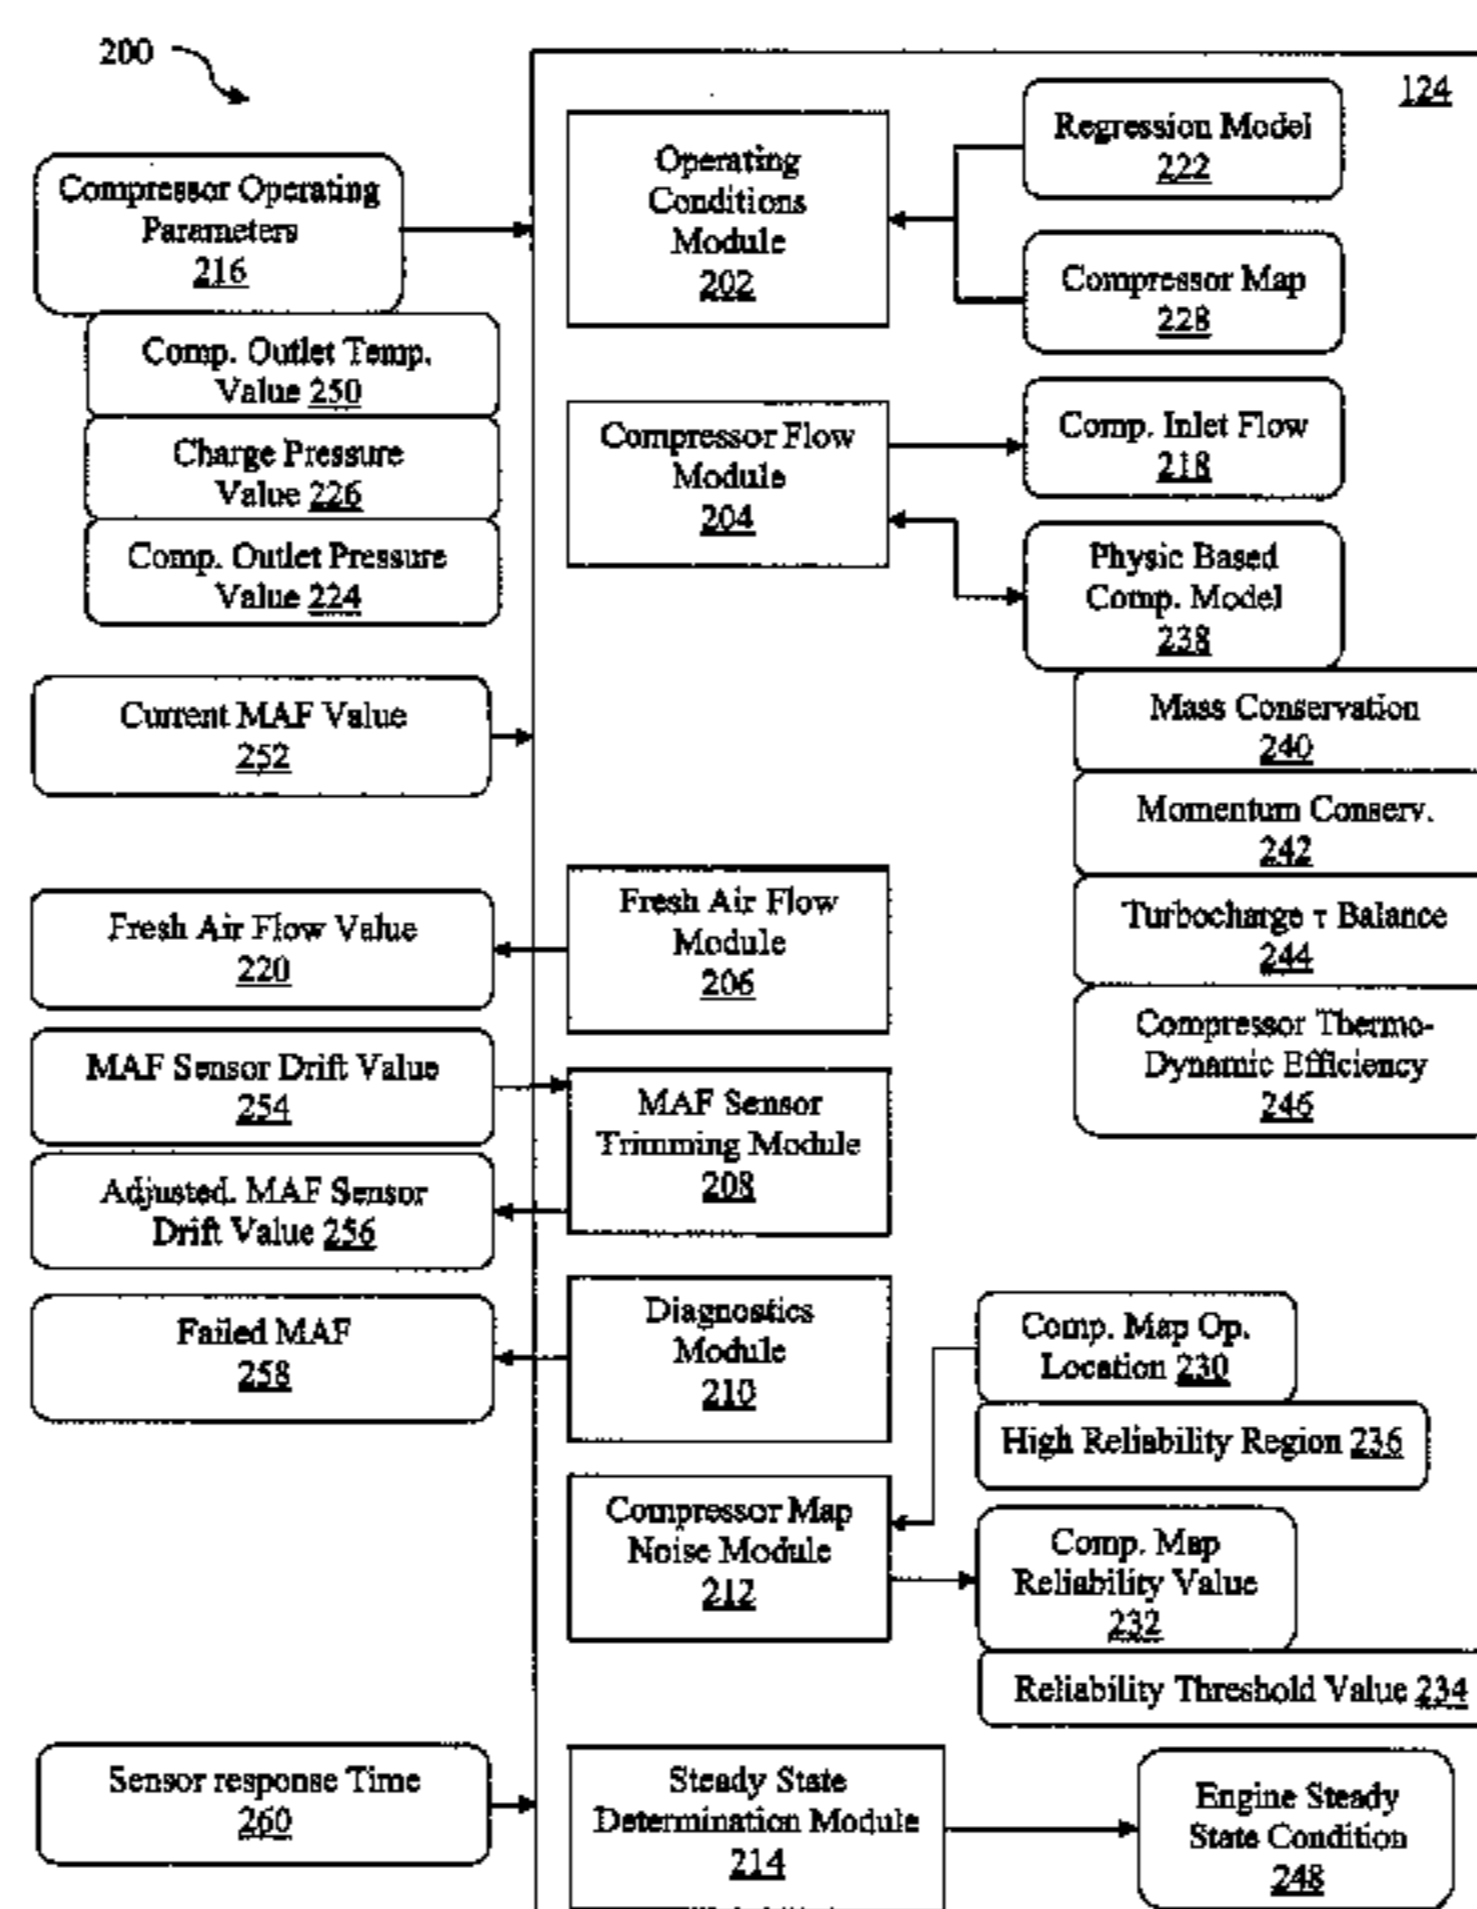 200
124
Compressor Operating
Parameters
216
Comp. Outlet Temp.
Value 250
Charge Pressure
Value 226
Comp. Outlet Pressure
Value 224
Current MAF Value
252
Fresh Air Flow Value
220
MAF Sensor Drift Value
254
Adjusted. MAF Sensor
Drift Value 256
Failed MAF
258
Sensor response Time
260
Operating
Conditions
Module
202
Compressor Flow
Module
204
Fresh Air Flow
Module
206
MAF Sensor
Trimming Module
208
Diagnostics
Module
210
Compressor Map
Noise Module
212
Steady State
Determination Module
214
Regression Model
222
Compressor Map
228
Comp. Inlet Flow
218
Physic Based
Comp. Model
238
Mass Conservation
240
Momentum Conserv.
242
Turbocharge τ Balance
244
Compressor Thermo-
Dynamic Efficiency
246
Comp. Map Op.
Location 230
High Reliability Region 236
Comp. Map
Reliability Value
232
Reliability Threshold Value 234
Engine Steady
State Condition
248